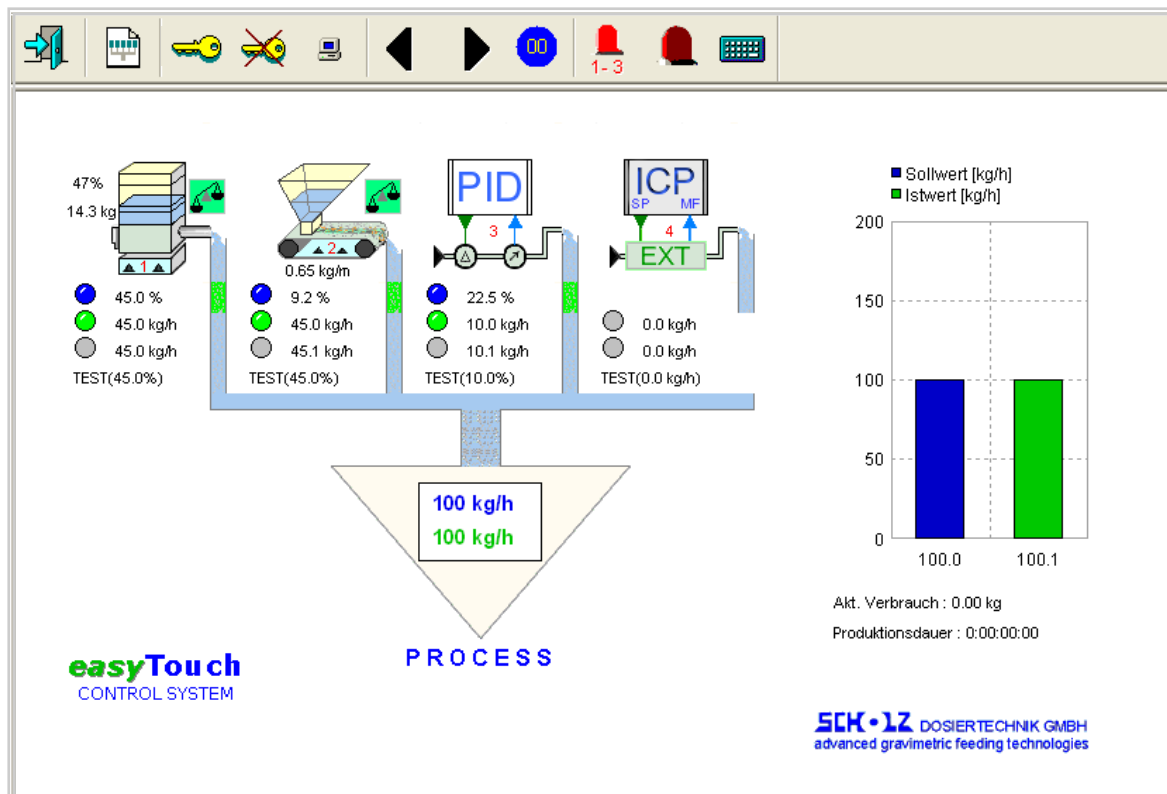 00
1-3
47%
14.3 kg
1
2
0.65 kg/m
PID
3
ICP
SP MF
4
EXT
45.0 %
45.0 kg/h
45.0 kg/h
TEST(45.0%)
9.2 %
45.0 kg/h
45.1 kg/h
TEST(45.0%)
22.5 %
10.0 kg/h
10.1 kg/h
TEST(10.0%)
0.0 kg/h
0.0 kg/h
TEST(0.0 kg/h)
100 kg/h
100 kg/h
PROCESS
easyTouch
CONTROL SYSTEM
Sollwert [kg/h]
Istwert [kg/h]
200
150
100
50
0
100.0 100.1
Akt. Verbrauch : 0.00 kg
Produktionsdauer : 0:00:00:00
SCH•LZ DOSIERTECHNIK GMBH
advanced gravimetric feeding technologies